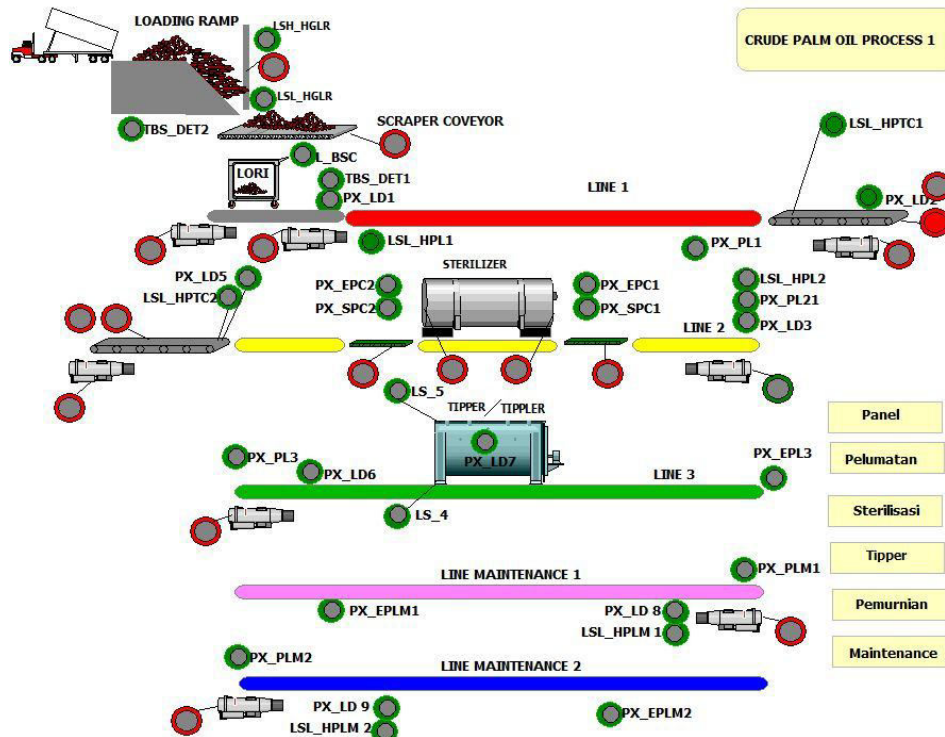 LOADING RAMP
LSH_HGLR
CRUDE PALM OIL PROCESS 1
LSL_HGLR
TBS_DET2
SCRAPER COVEYOR
LSL_HPTC1
L_BSC
LORI
TBS_DET1
PX_LD1
LINE 1
PX_LD2
LSL_HPL1
PX_PL1
PX_LD5
LSL_HPTC2
STERILIZER
PX_EPC2
PX_SPC2
PX_EPC1
PX_SPC1
LSL_HPL2
PX_PL21
PX_LD3
LINE 2
LS_5
TIPPER
TIPPLER
PX_LD7
Panel
PX_PL3
PX_LD6
LINE 3
PX_EPL3
Pelumatan
LS_4
Sterilisasi
Tipper
LINE MAINTENANCE 1
PX_PLM1
PX_EPLM1
PX_LD 8
LSL_HPLM 1
Pemurnian
PX_PLM2
LINE MAINTENANCE 2
Maintenance
PX_LD 9
LSL_HPLM 2
PX_EPLM2